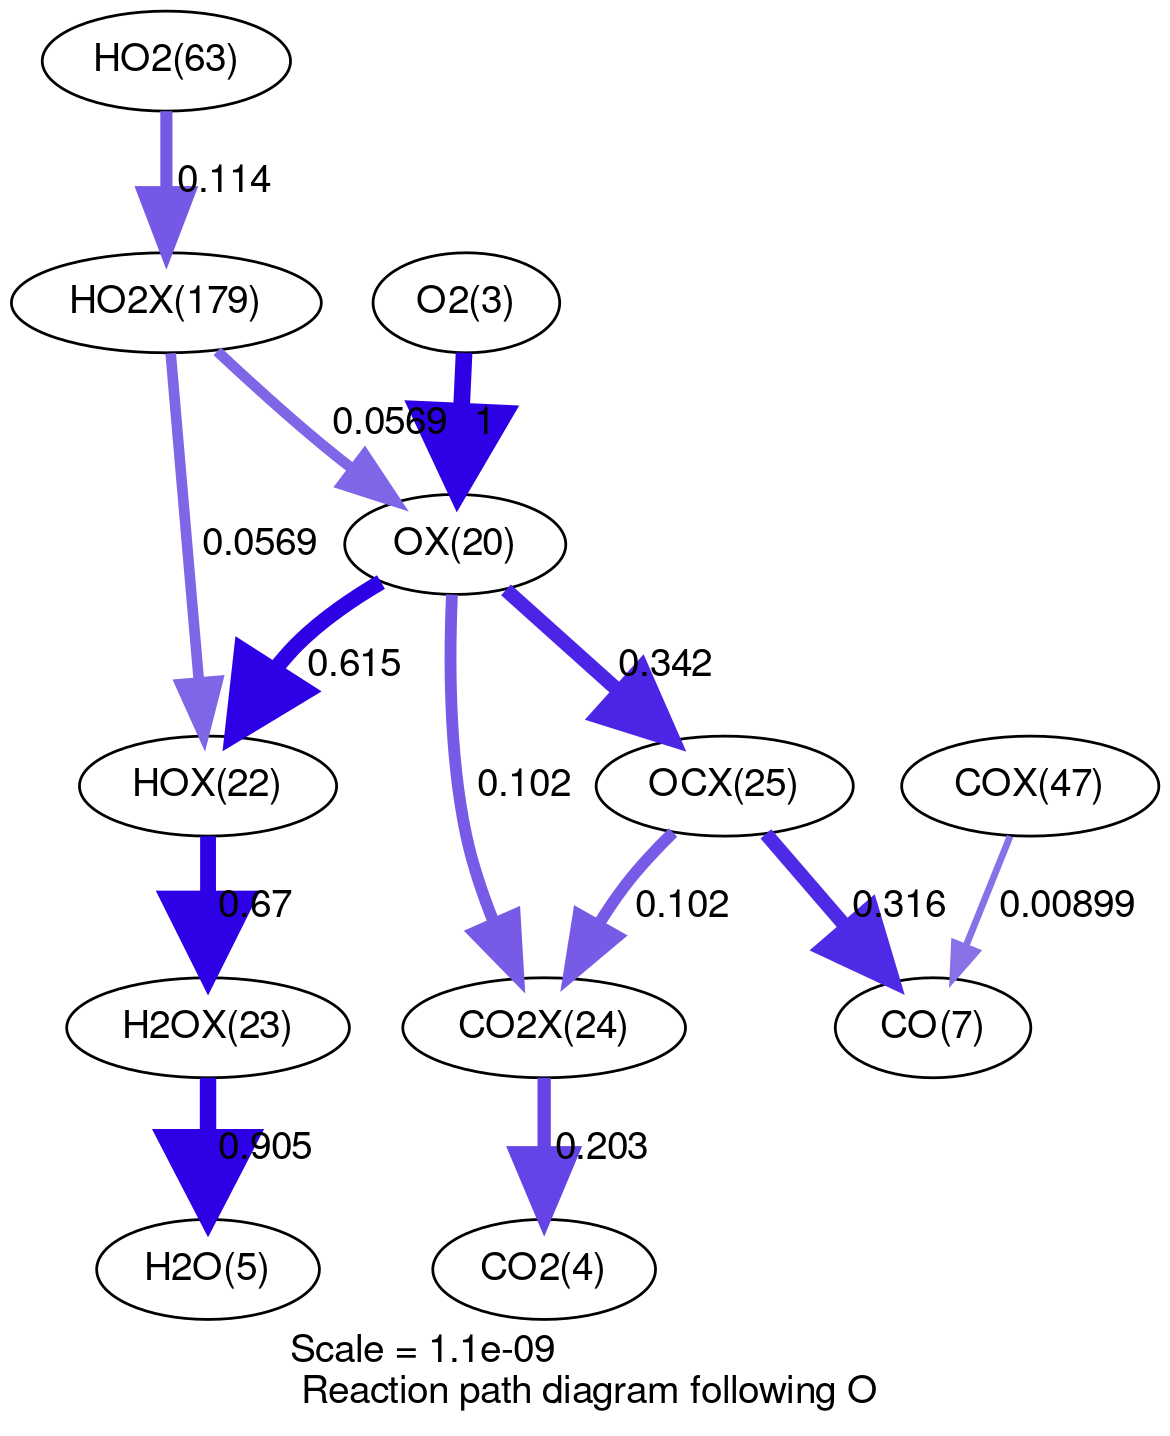 HO2(63)
0.114
HO2X(179)
O2(3)
0.0569
1
OX(20)
0.0569
0.615
0.342
HOX(22)
0.102
OCX(25)
COX(47)
0.67
0.102
0.316
0.00899
H2OX(23)
CO2X(24)
CO(7)
0.905
0.203
H2O(5)
CO2(4)
Scale = 1.1e-09
Reaction path diagram following O